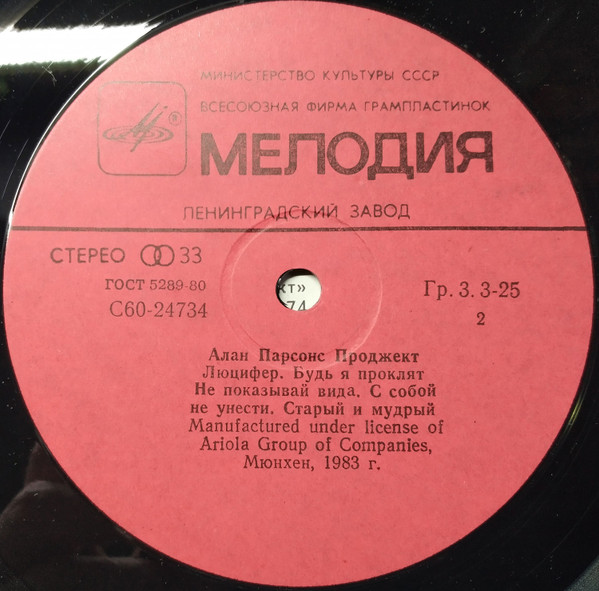 МИНИСТЕРСТВО КУЛЬТУРЫ СССР
ВСЕСОЮЗНАЯ ФИРМА ГРАМПЛАСТИНОК
®
МЕЛОДИЯ
ЛЕНИНГРАДСКИЙ ЗАВОД
СТЕРЕО 33
ГОСТ 5289-80
С60-24734
Гр. 3. 3-25
2
кт»
74
Алан Парсонс Проджект
Люцифер. Будь я проклят
Не показывай вида. С собой
не унести. Старый и мудрый
Manufactured under license of
Ariola Group of Companies,
Мюнхен, 1983 г.